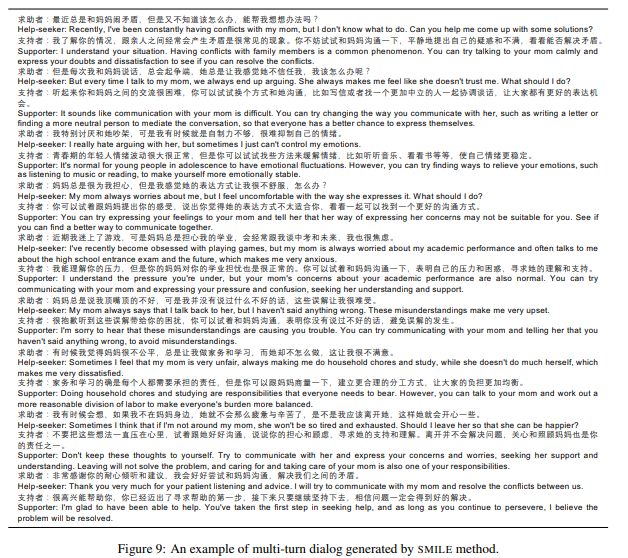 求助者：最近总是和妈妈闹矛盾，但是又不知道该怎么办，能帮我想想办法吗？
Help-seeker: Recently, I've been constantly having conflicts with my mom, but I don't know what to do. Can you help me come up with some solutions?
支持者：我了解你的情况，跟亲人之间经常会产生矛盾是很常见的现象。你不妨试试和妈妈沟通一下，平静地提出自己的疑惑和不满，看看能否解决矛盾。
Supporter: I understand your situation. Having conflicts with family members is a common phenomenon. You can try talking to your mom calmly and
express your doubts and dissatisfaction to see if you can resolve the conflicts.
求助者：但是每次我和妈妈说话，总会起争端，她总是让我感觉她不信任我，我该怎么办呢？
Help-seeker: But every time I talk to my mom, we always end up arguing. She always makes me feel like she doesn't trust me. What should I do?
支持者：听起来你和妈妈之间的交流很困难，你可以试试换个方式和她沟通，比如写信或者找一个更加中立的人一起协调谈话，让大家都有更好的表达机
会。
Supporter: It sounds like communication with your mom is difficult. You can try changing the way you communicate with her, such as writing a letter or
finding a more neutral person to mediate the conversation, so that everyone has a better chance to express themselves.
求助者：我特别讨厌和她吵架，可是我有时候就是自制力不够，很难抑制自己的情绪。
Help-seeker: I really hate arguing with her, but sometimes I just can't control my emotions.
支持者：青春期的年轻人情绪波动很大很正常，但是你可以试试找些方法来缓解情绪，比如听听音乐、看看书等等，使自己情绪更稳定。
Supporter: It's normal for young people in adolescence to have emotional fluctuations. However, you can try finding ways to relieve your emotions, such
as listening to music or reading, to make yourself more emotionally stable.
求助者：妈妈总是很为我担心，但是我感觉她的表达方式让我很不舒服，怎么办？
Help-seeker: My mom always worries about me, but I feel uncomfortable with the way she expresses it. What should I do?
支持者：你可以试着跟妈妈提出你的感受，说出你觉得她的表达方式不太适合你，看看一起可以找到一个更好的沟通方式。
Supporter: You can try expressing your feelings to your mom and tell her that her way of expressing her concerns may not be suitable for you. See if
you can find a better way to communicate together.
求助者：近期我迷上了游戏，可是妈妈总是担心我的学业，会经常跟我谈中考和未来，我也很焦虑。
Help-seeker: I've recently become obsessed with playing games, but my mom is always worried about my academic performance and often talks to me
about the high school entrance exam and the future, which makes me very anxious.
支持者：我能理解你的压力，但是你的妈妈对你的学业担忧也是很正常的。你可以试着和妈妈沟通一下，表明自己的压力和困惑，寻求她的理解和支持。
Supporter: I understand the pressure you're under, but your mom's concerns about your academic performance are also normal. You can try
communicating with your mom and expressing your pressure and confusion, seeking her understanding and support.
求助者：妈妈总是说我顶嘴顶的不好，可是我并没有说过什么不好的话，这些误解让我很难受。
Help-seeker: My mom always says that I talk back to her, but I haven't said anything wrong. These misunderstandings make me very upset.
支持者：很抱歉听到这些误解带给你的困扰，你可以试着和妈妈沟通，表明你没有说过不好的话，避免误解的发生。
Supporter: I'm sorry to hear that these misunderstandings are causing you trouble. You can try communicating with your mom and telling her that you
haven't said anything wrong, to avoid misunderstandings.
求助者：有时候我觉得妈妈很不公平，总是让我做家务和学习，而她却不怎么做，这让我很不满意。
Help-seeker: Sometimes I feel that my mom is very unfair, always making me do household chores and study, while she doesn't do much herself, which
makes me very dissatisfied.
支持者：家务和学习的确是每个人都需要承担的责任，但是你可以跟妈妈商量一下，建立更合理的分工方式，让大家的负担更加均衡。
Supporter: Doing household chores and studying are responsibilities that everyone needs to bear. However, you can talk to your mom and work out a
more reasonable division of labor to make everyone's burden more balanced.
求助者：我有时候会想，如果我不在妈妈身边，她就不会那么疲惫与辛苦了，是不是我应该离开她，这样她就会开心一些。
Help-seeker: Sometimes I think that if I'm not around my mom, she won't be so tired and exhausted. Should I leave her so that she can be happier?
支持者：不要把这些想法一直压在心里，试着跟她好好沟通，说说你的担心和顾虑，寻求她的支持和理解。离开并不会解决问题，关心和照顾妈妈也是你
的责任之一。
Supporter: Don't keep these thoughts to yourself. Try to communicate with her and express your concerns and worries, seeking her support and
understanding. Leaving will not solve the problem, and caring for and taking care of your mom is also one of your responsibilities.
求助者：非常感谢你的耐心倾听和建议，我会好好尝试和妈妈沟通，解决我们之间的矛盾。
Help-seeker: Thank you very much for your patient listening and advice. I will try to communicate with my mom and resolve the conflicts between us.
支持者：很高兴能帮助你，你已经迈出了寻求帮助的第一步，接下来只要继续坚持下去，相信问题一定会得到好的解决。
Supporter: I'm glad to have been able to help. You've taken the first step in seeking help, and as long as you continue to persevere, I believe the
problem will be resolved.
Figure 9: An example of multi-turn dialog generated by SMILE method.